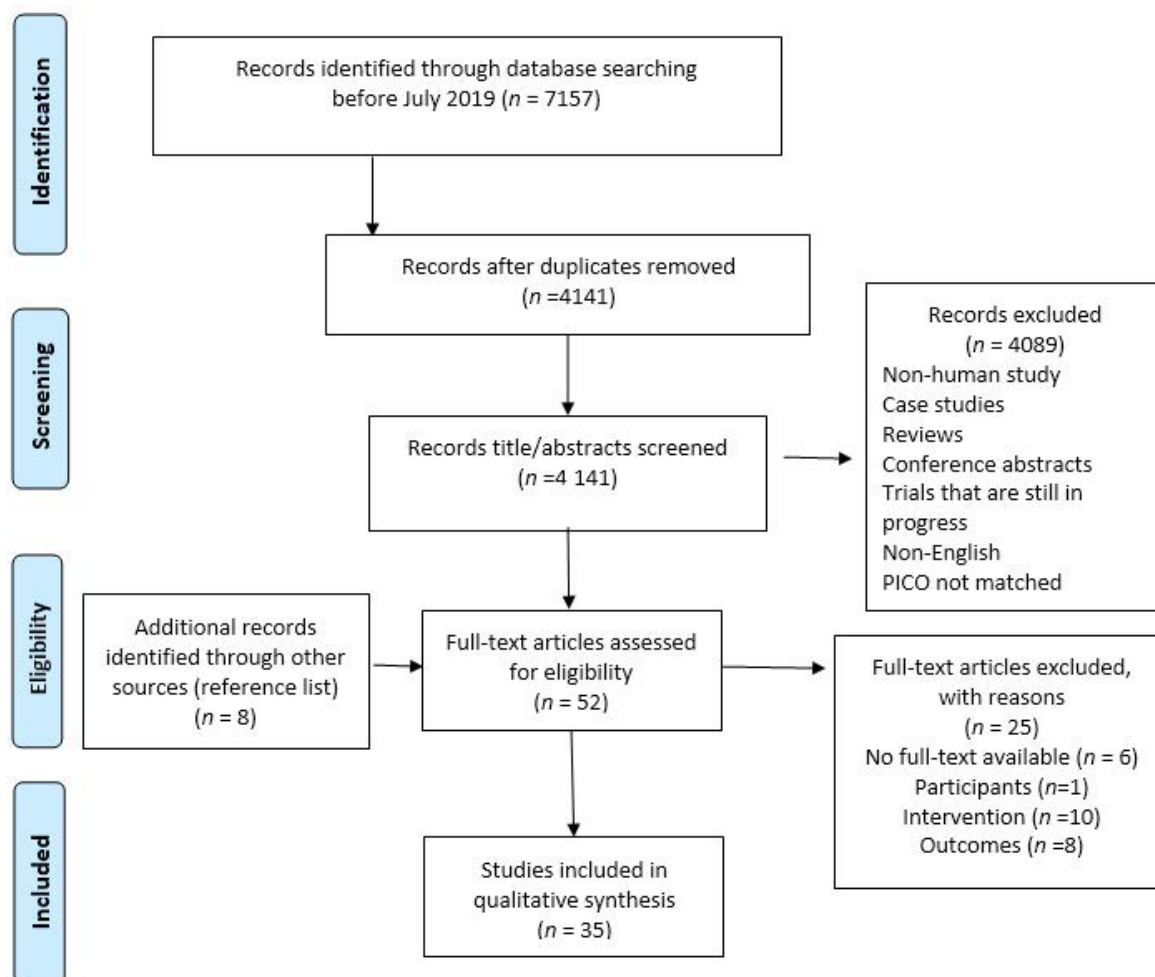 Identification
Records identified through database searching
before July 2019 (n = 7157)
Records after duplicates removed
(n =4141)
Screening
Records title/abstracts screened
(n =4 141)
Records excluded
(n = 4089)
Non-human study
Case studies
Reviews
Conference abstracts
Trials that are still in
progress
Non-English
PICO not matched
Eligibility
Additional records
identified through other
sources (reference list)
(n = 8)
Full-text articles assessed
for eligibility
(n = 52)
Full-text articles excluded,
with reasons
(n = 25)
No full-text available (n = 6)
Participants (n=1)
Intervention (n =10)
Outcomes (n =8)
Included
Studies included in
qualitative synthesis
(n = 35)